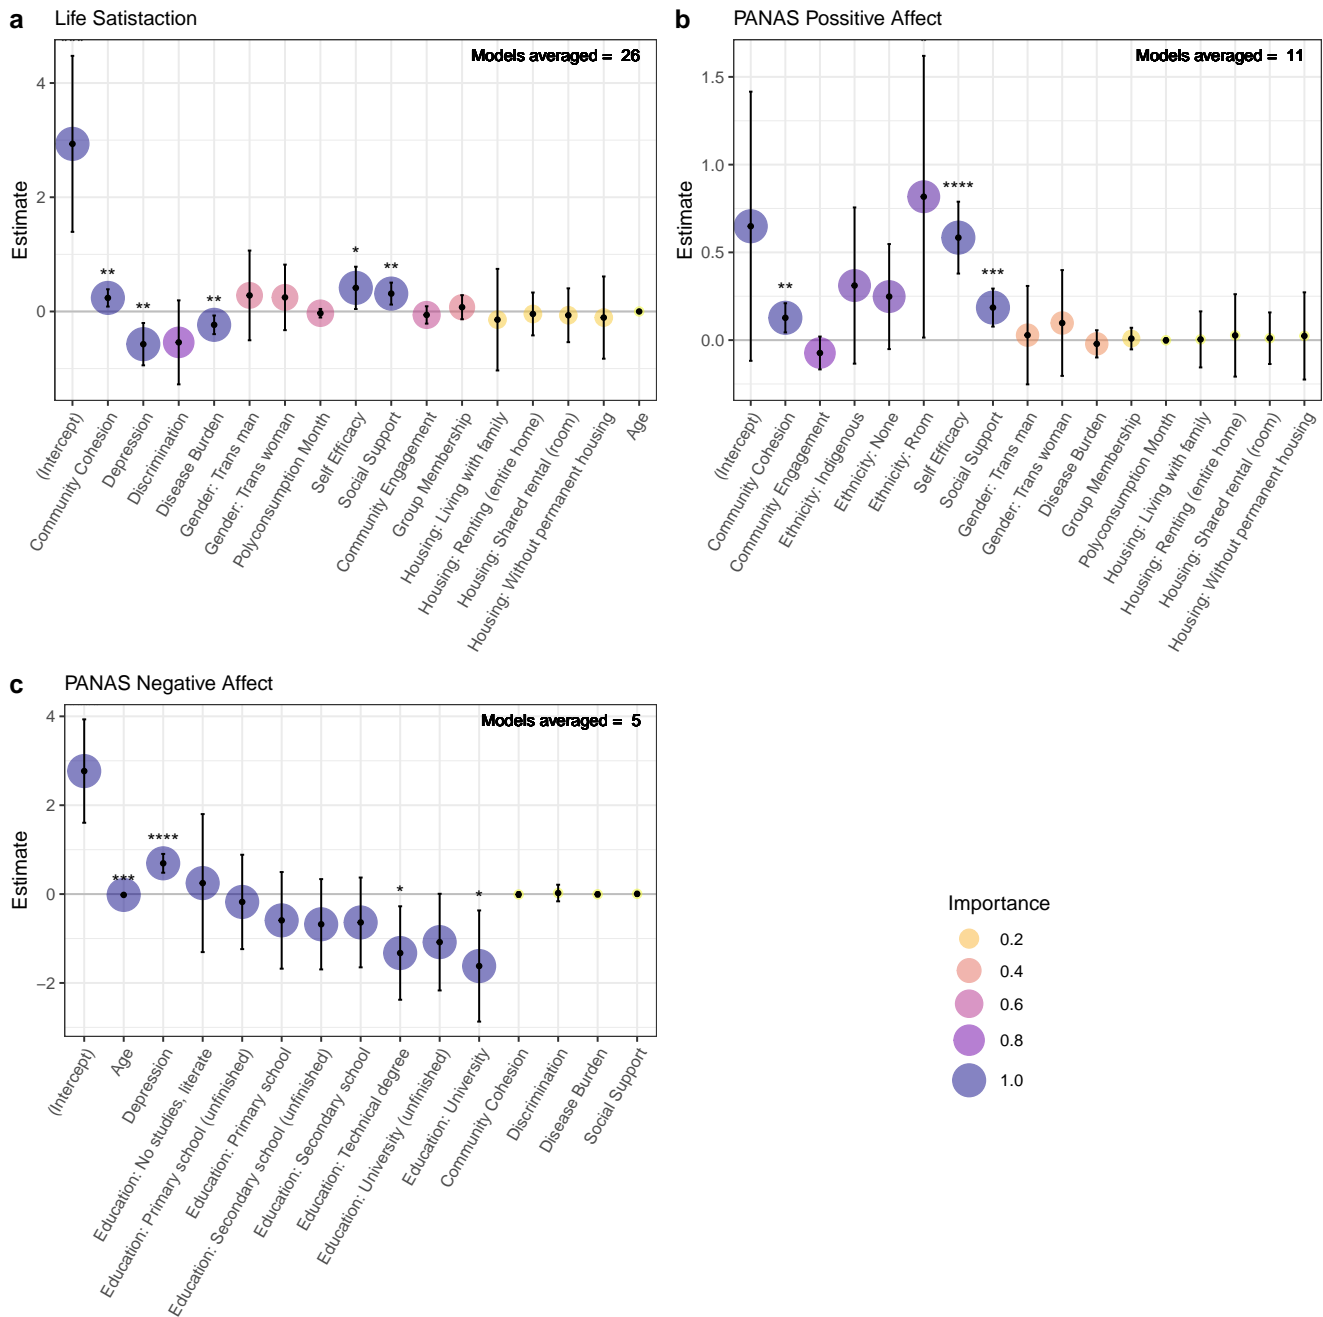 a
Life Satistaction
Models averaged = 26
Estimate
4
2
0
***
**
**
**
*
**
(Intercept)
Community Cohesion
Depression
Discrimination
Disease Burden
Gender: Trans man
Gender: Trans woman
Polyconsumption Month
Self Efficacy
Social Support
Community Engagement
Group Membership
Housing: Living with family
Housing: Renting (entire home)
Housing: Shared rental (room)
Housing: Without permanent housing
Age
b
PANAS Possitive Affect
Models averaged = 11
Estimate
1.5
1.0
0.5
0.0
**
*
****
***
(Intercept)
Community Cohesion
Community Engagement
Ethnicity: Indigenous
Ethnicity: None
Ethnicity: Rrom
Self Efficacy
Social Support
Gender: Trans man
Gender: Trans woman
Disease Burden
Group Membership
Polyconsumption Month
Housing: Living with family
Housing: Renting (entire home)
Housing: Shared rental (room)
Housing: Without permanent housing
c
PANAS Negative Affect
Models averaged = 5
Estimate
4
2
0
−2
***
****
*
*
(Intercept)
Age
Depression
Education: No studies, literate
Education: Primary school (unfinished)
Education: Primary school
Education: Secondary school (unfinished)
Education: Secondary school
Education: Technical degree
Education: University (unfinished)
Education: University
Community Cohesion
Discrimination
Disease Burden
Social Support
Importance
0.2
0.4
0.6
0.8
1.0